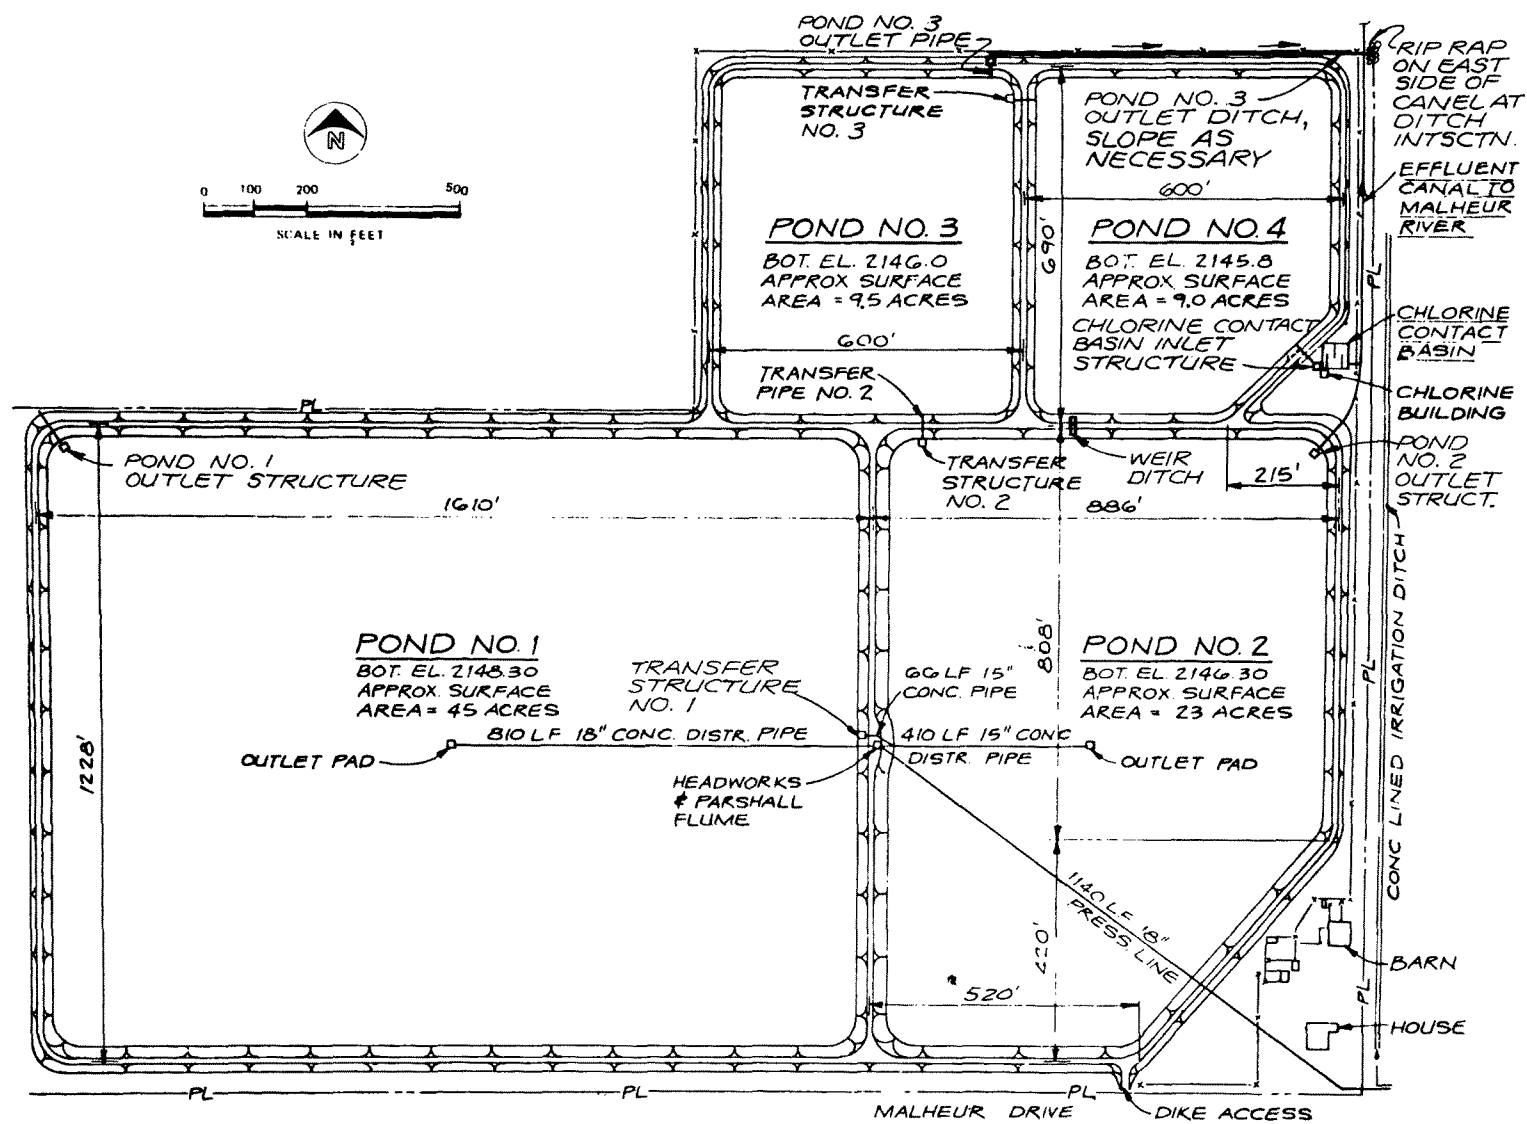 POND NO. 3
OUTLET PIPE
RIP RAP
ON EAST
SIDE OF
CANEL AT
DITCH
INTSCTN.
TRANSFER
STRUCTURE
NO. 3
POND NO. 3
OUTLET DITCH,
SLOPE AS
NECESSARY
N
0 100 200 500
SCALE IN FEET
600'
EFFLUENT
CANAL TO
MALHEUR
RIVER
POND NO. 3
BOT. EL. 2146.0
APPROX SURFACE
AREA = 9.5 ACRES
690'
POND NO. 4
BOT. EL. 2145.8
APPROX SURFACE
AREA = 9.0 ACRES
PL
CHLORINE CONTACT
BASIN INLET
STRUCTURE
CHLORINE
CONTACT
BASIN
600'
TRANSFER
PIPE NO. 2
CHLORINE
BUILDING
PL
POND NO. 1
OUTLET STRUCTURE
TRANSFER
STRUCTURE
NO. 2
WEIR
DITCH
215'
POND
NO. 2
OUTLET
STRUCT.
1610'
886'
CONC LINED IRRIGATION DITCH
POND NO. 1
BOT. EL. 2148.30
APPROX. SURFACE
AREA = 45 ACRES
TRANSFER
STRUCTURE
NO. 1
66 LF 15"
CONC. PIPE
808'
POND NO. 2
BOT. EL. 2146.30
APPROX. SURFACE
AREA = 23 ACRES
PL
810 LF 18" CONC. DISTR. PIPE
410 LF 15" CONC
DISTR. PIPE
OUTLET PAD
OUTLET PAD
1228'
HEADWORKS
& PARSHALL
FLUME
1140 LF 18"
PRESS. LINE
420'
520'
BARN
PL
HOUSE
PL
PL
PL
MALHEUR DRIVE
DIKE ACCESS